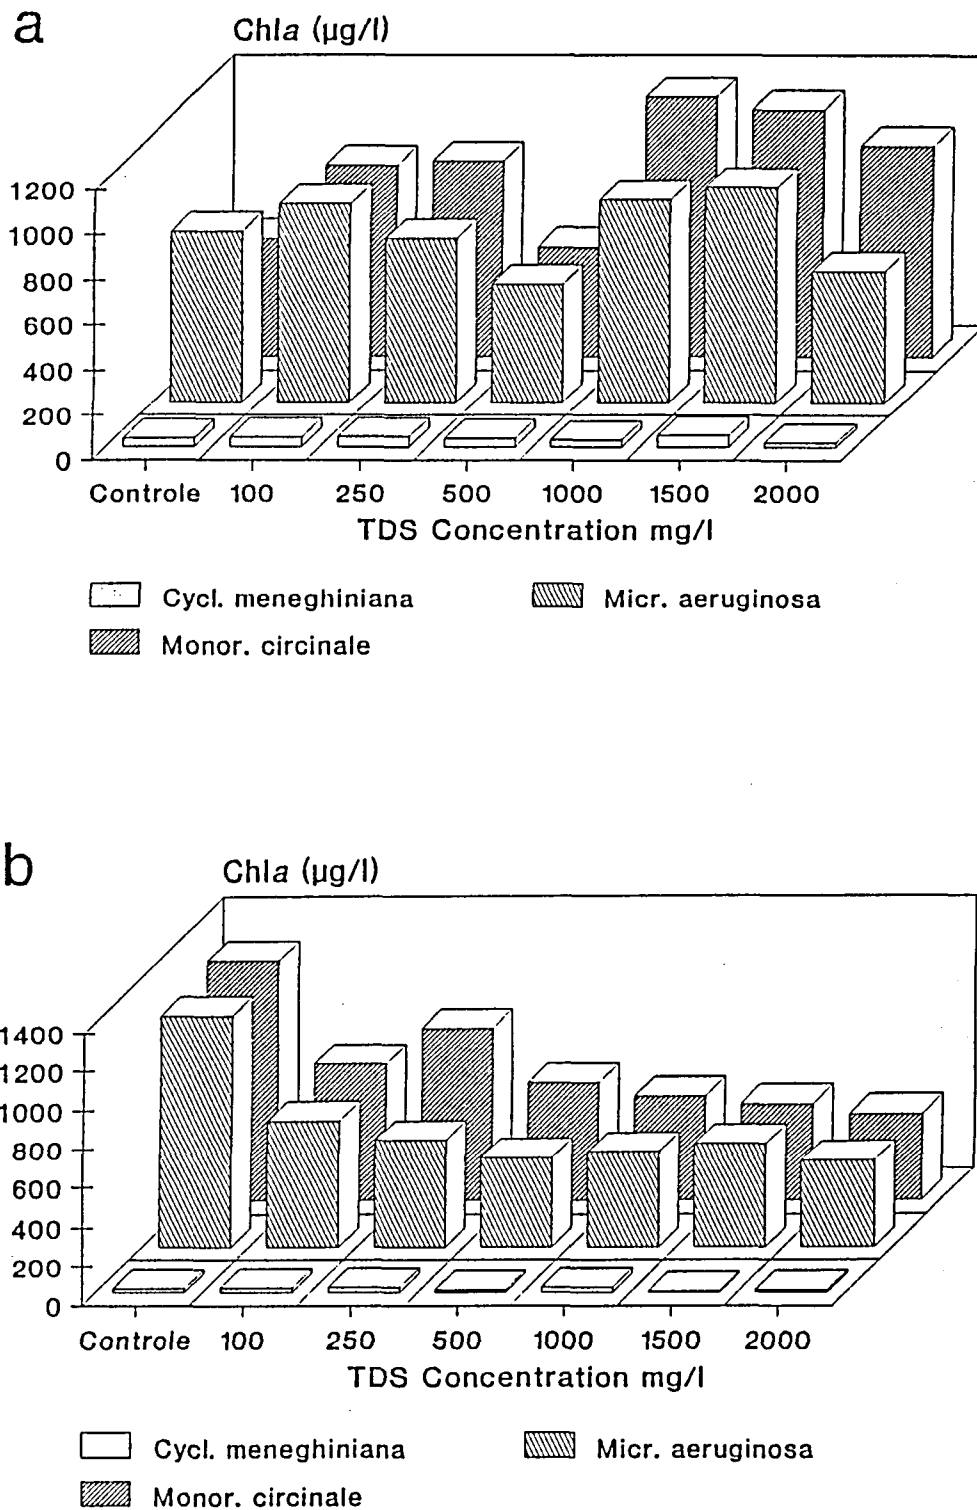 a
Chla (µg/l)
1200
1000
800
600
400
200
0
Controle 100 250 500 1000 1500 2000
TDS Concentration mg/l
Cycl. meneghiniana Micr. aeruginosa
Monor. circinale
b
Chla (µg/l)
1400
1200
1000
800
600
400
200
0
Controle 100 250 500 1000 1500 2000
TDS Concentration mg/l
Cycl. meneghiniana Micr. aeruginosa
Monor. circinale